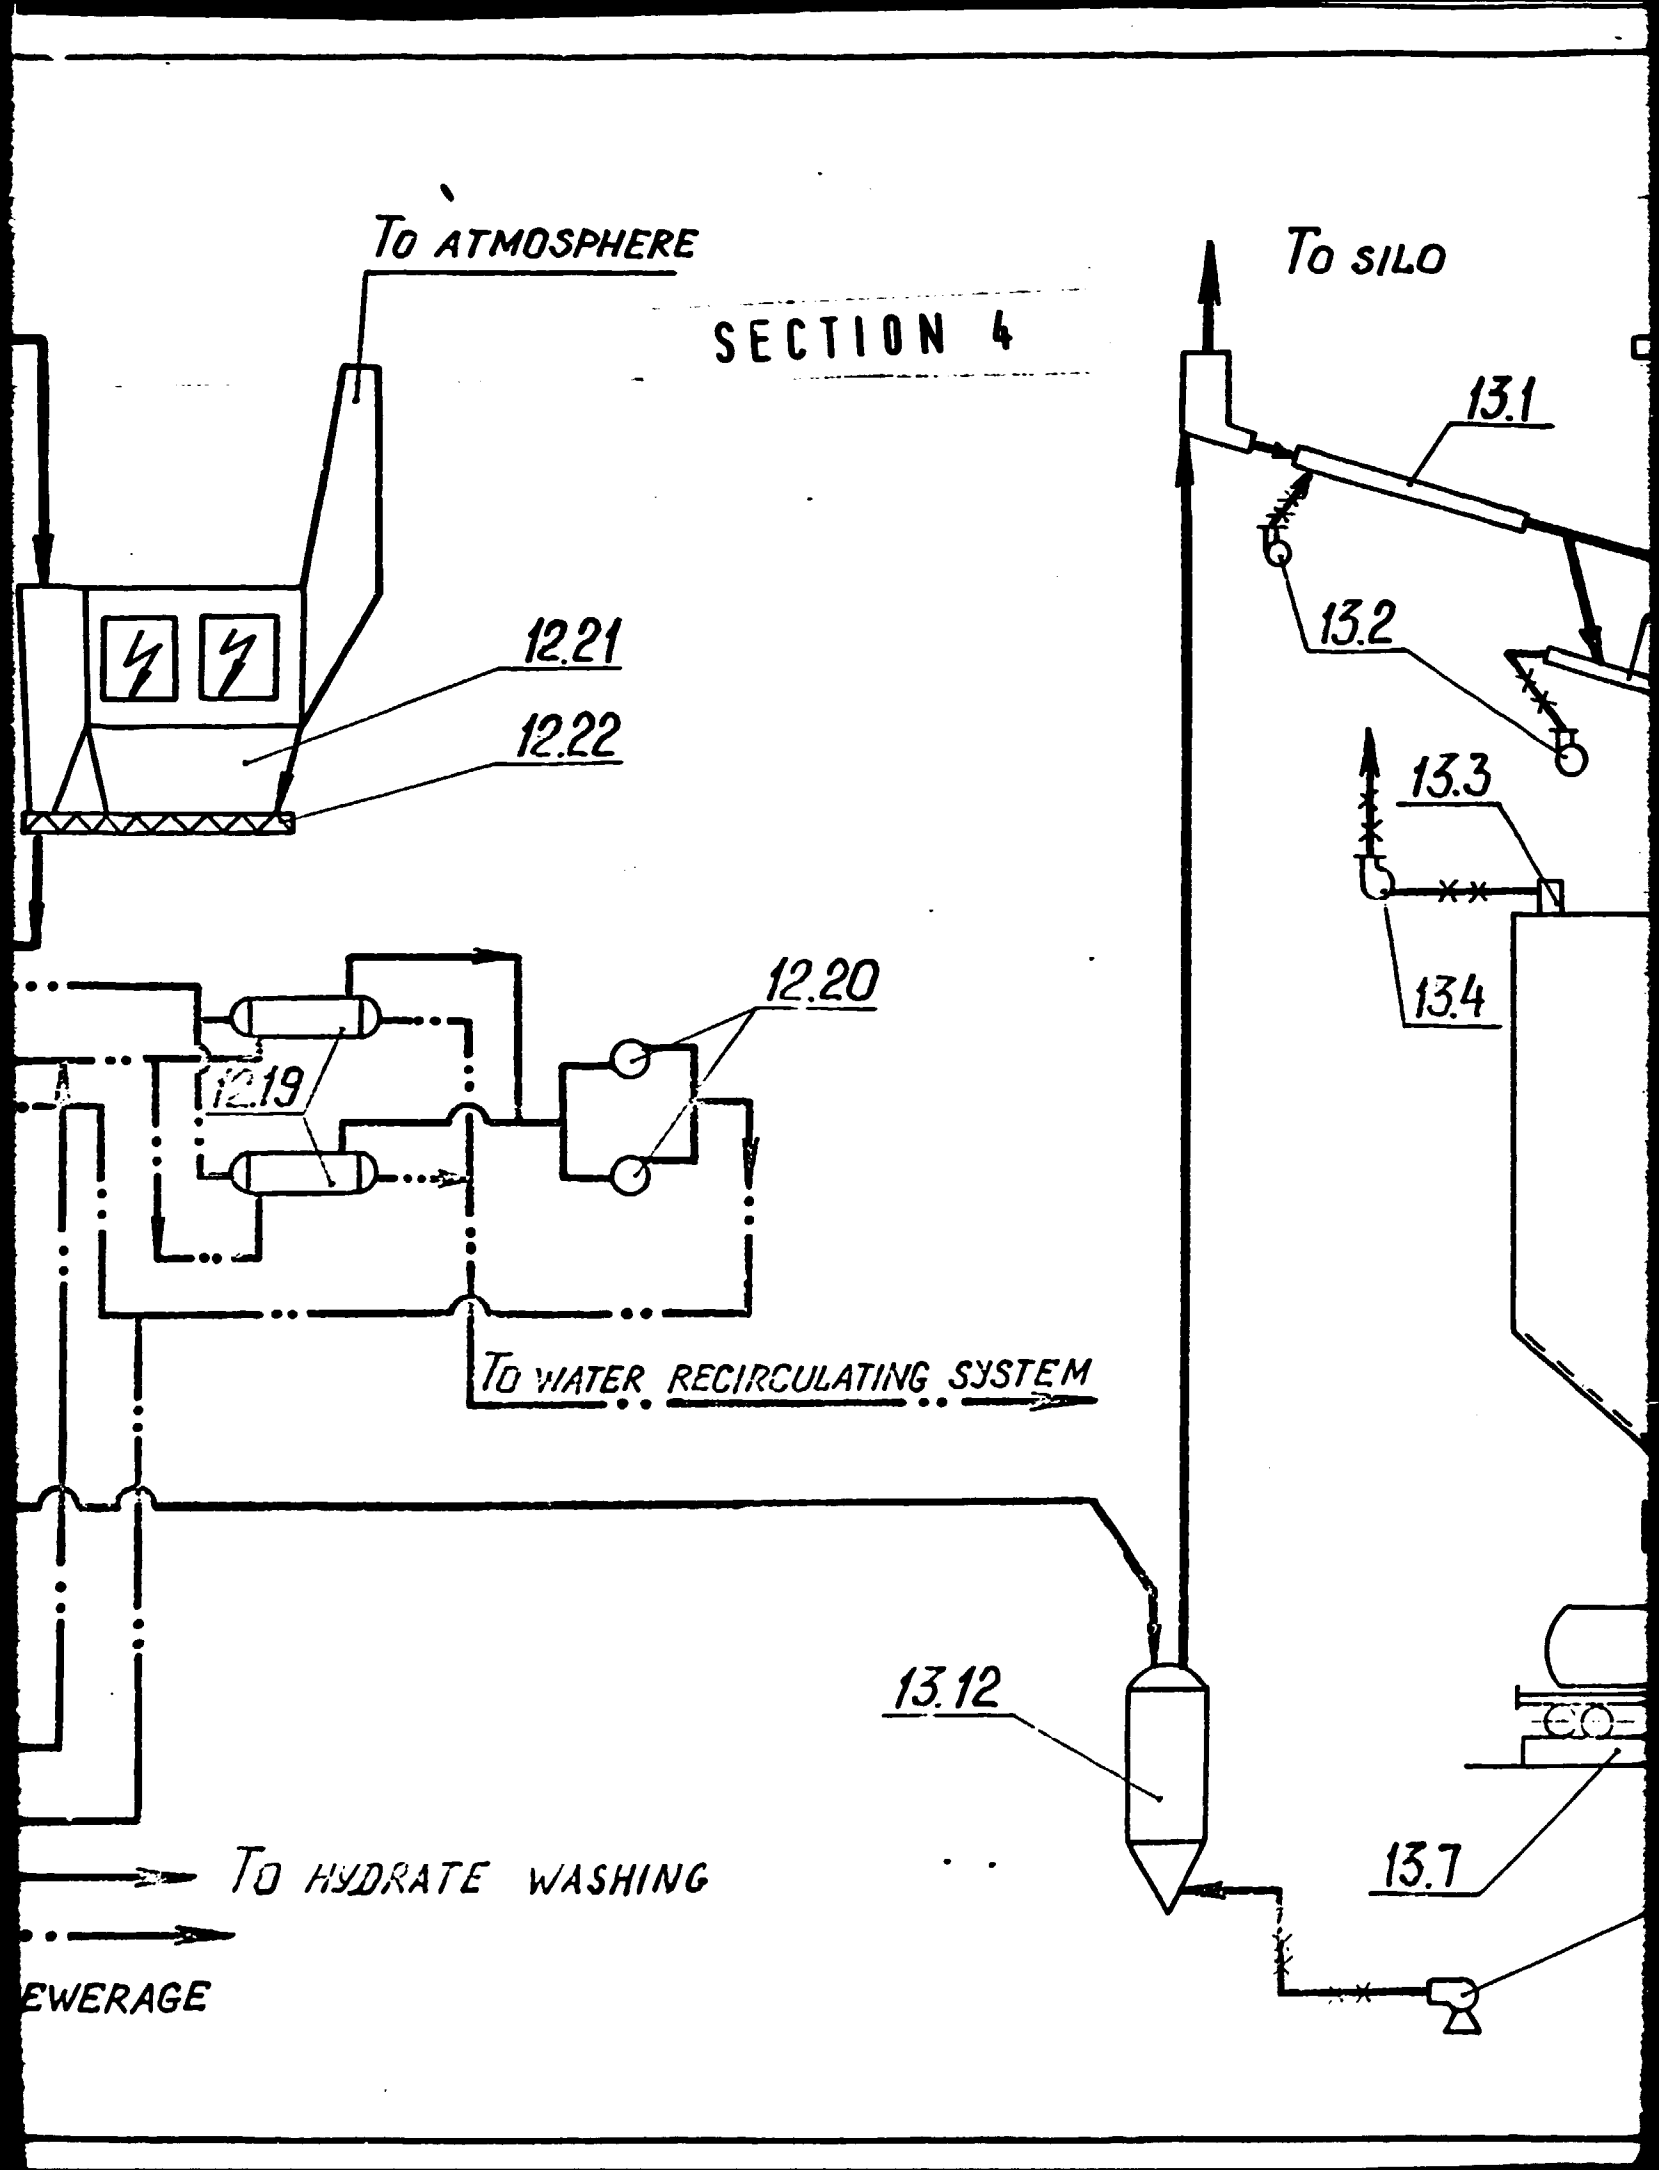 To ATMOSPHERE
To SILO
SECTION 4
13.1
12.21
13.2
12.22
13.3
12.20
13.4
12.19
To WATER RECIRCULATING SYSTEM
13.12
13.7
To HYDRATE WASHING
EWERAGE